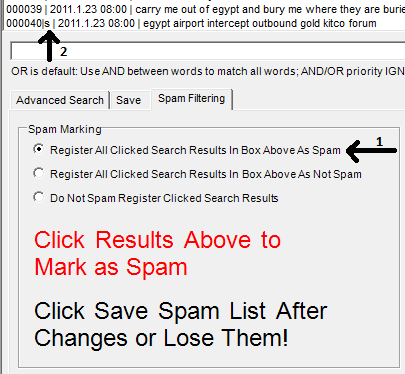 000039 | 2011.1.23 08:00 | carry me out of egypt and bury me where they are burie
000040|s | 2011.1.23 08:00 | egypt airport intercept outbound gold kitco forum
2
OR is default: Use AND between words to match all words; AND/OR priority IGN
Advanced Search Save Spam Filtering
Spam Marking
Register All Clicked Search Results In Box Above As Spam 1
Register All Clicked Search Results In Box Above As Not Spam
Do Not Spam Register Clicked Search Results
Click Results Above to
Mark as Spam
Click Save Spam List After
Changes or Lose Them!